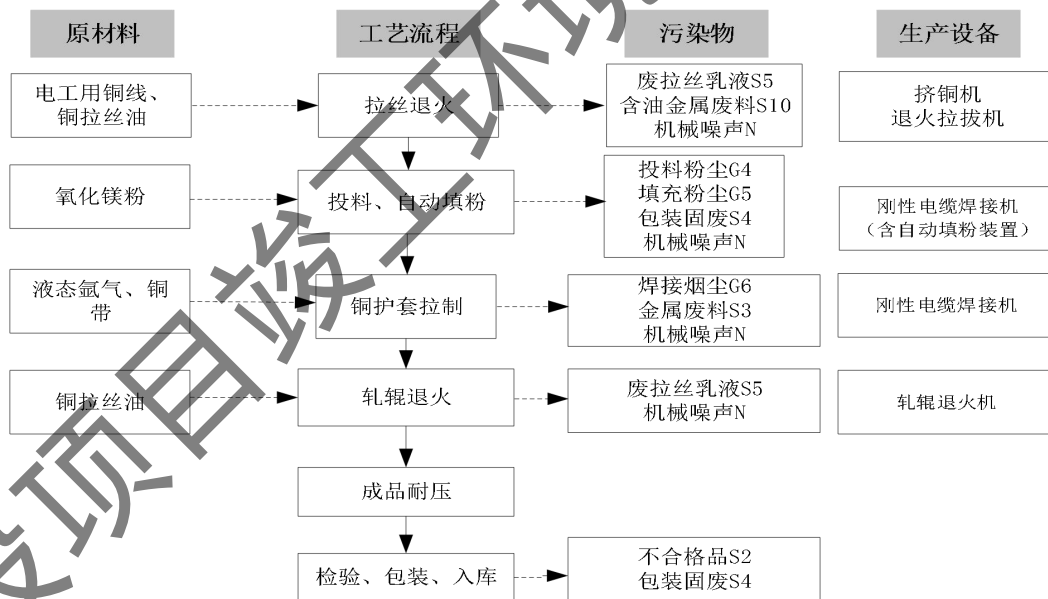 原材料
工艺流程
污染物
生产设备
电工用铜线、
铜拉丝油
拉丝退火
废拉丝乳液S5
含油金属废料S10
机械噪声N
挤铜机
退火拉拔机
氧化镁粉
投料、自动填粉
投料粉尘G4
填充粉尘G5
包装固废S4
机械噪声N
刚性电缆焊接机
（含自动填粉装置）
液态氩气、铜
带
铜护套拉制
焊接烟尘G6
金属废料S3
机械噪声N
刚性电缆焊接机
铜拉丝油
轧辊退火
废拉丝乳液S5
机械噪声N
轧辊退火机
成品耐压
检验、包装、入库
不合格品S2
包装固废S4
设项目竣工环境